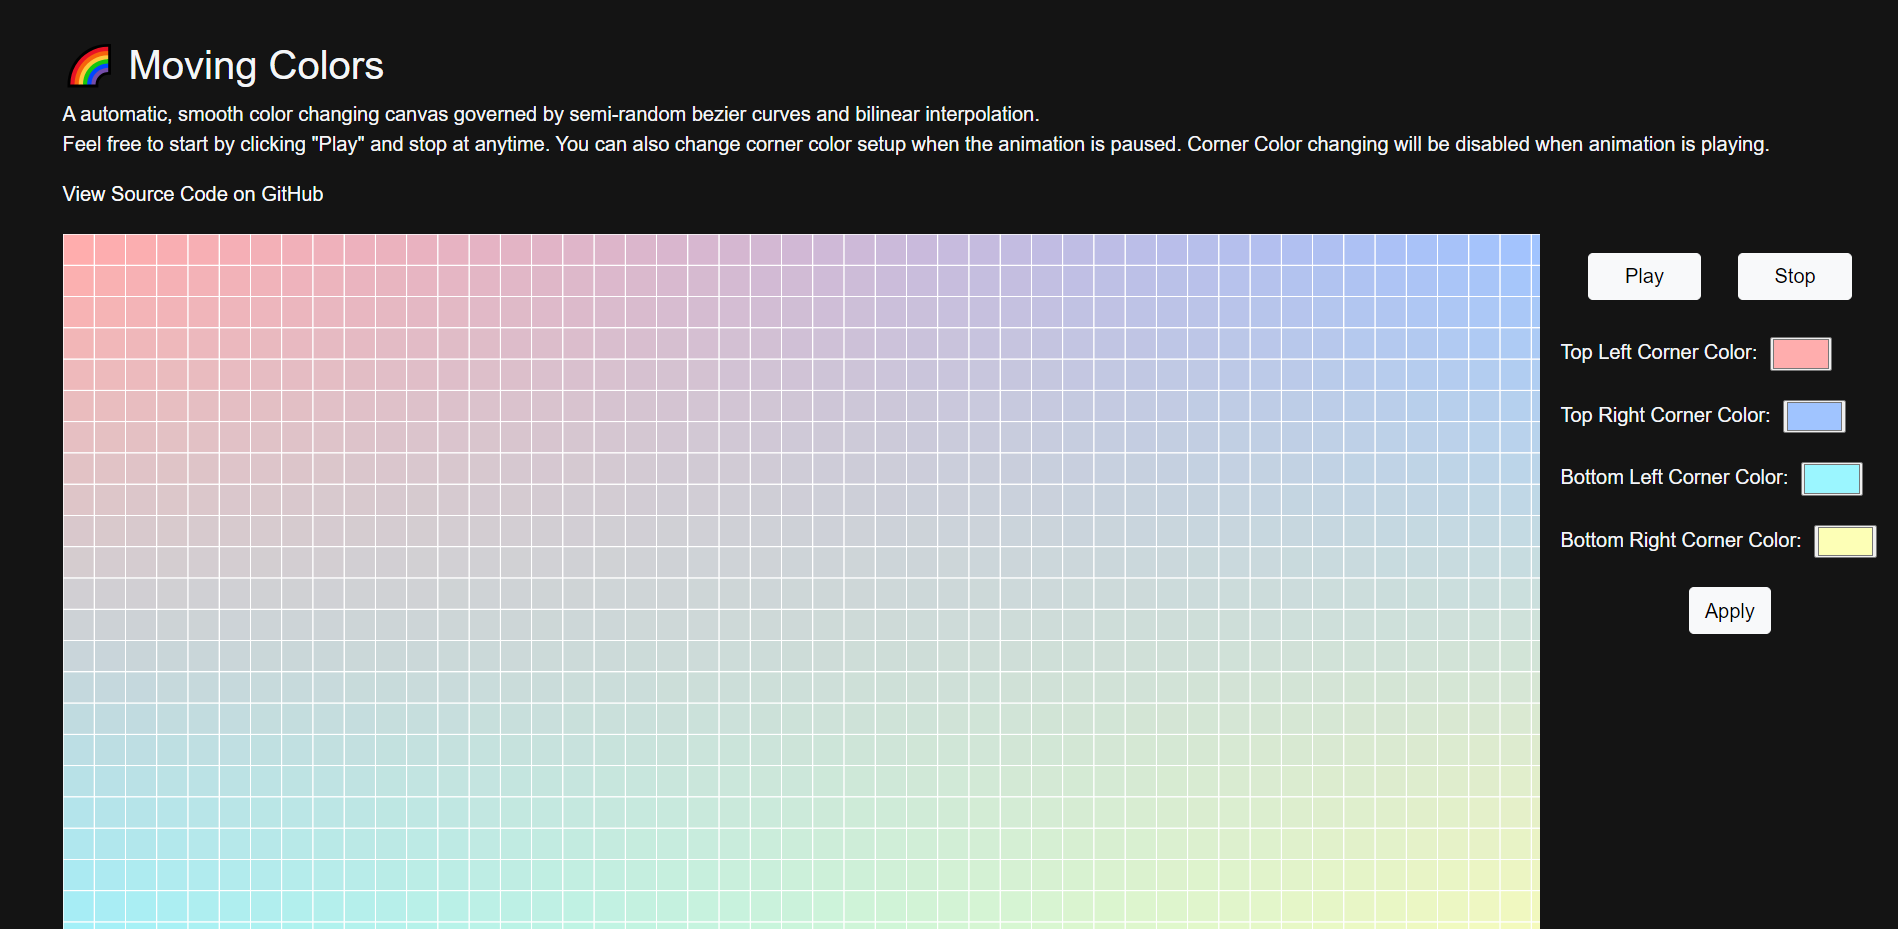 Moving Colors
A automatic, smooth color changing canvas governed by semi-random bezier curves and bilinear interpolation.
Feel free to start by clicking "Play" and stop at anytime. You can also change corner color setup when the animation is paused. Corner Color changing will be disabled when animation is playing.
View Source Code on GitHub
Play
Stop
Top Left Corner Color:
Top Right Corner Color:
Bottom Left Corner Color:
Bottom Right Corner Color:
Apply